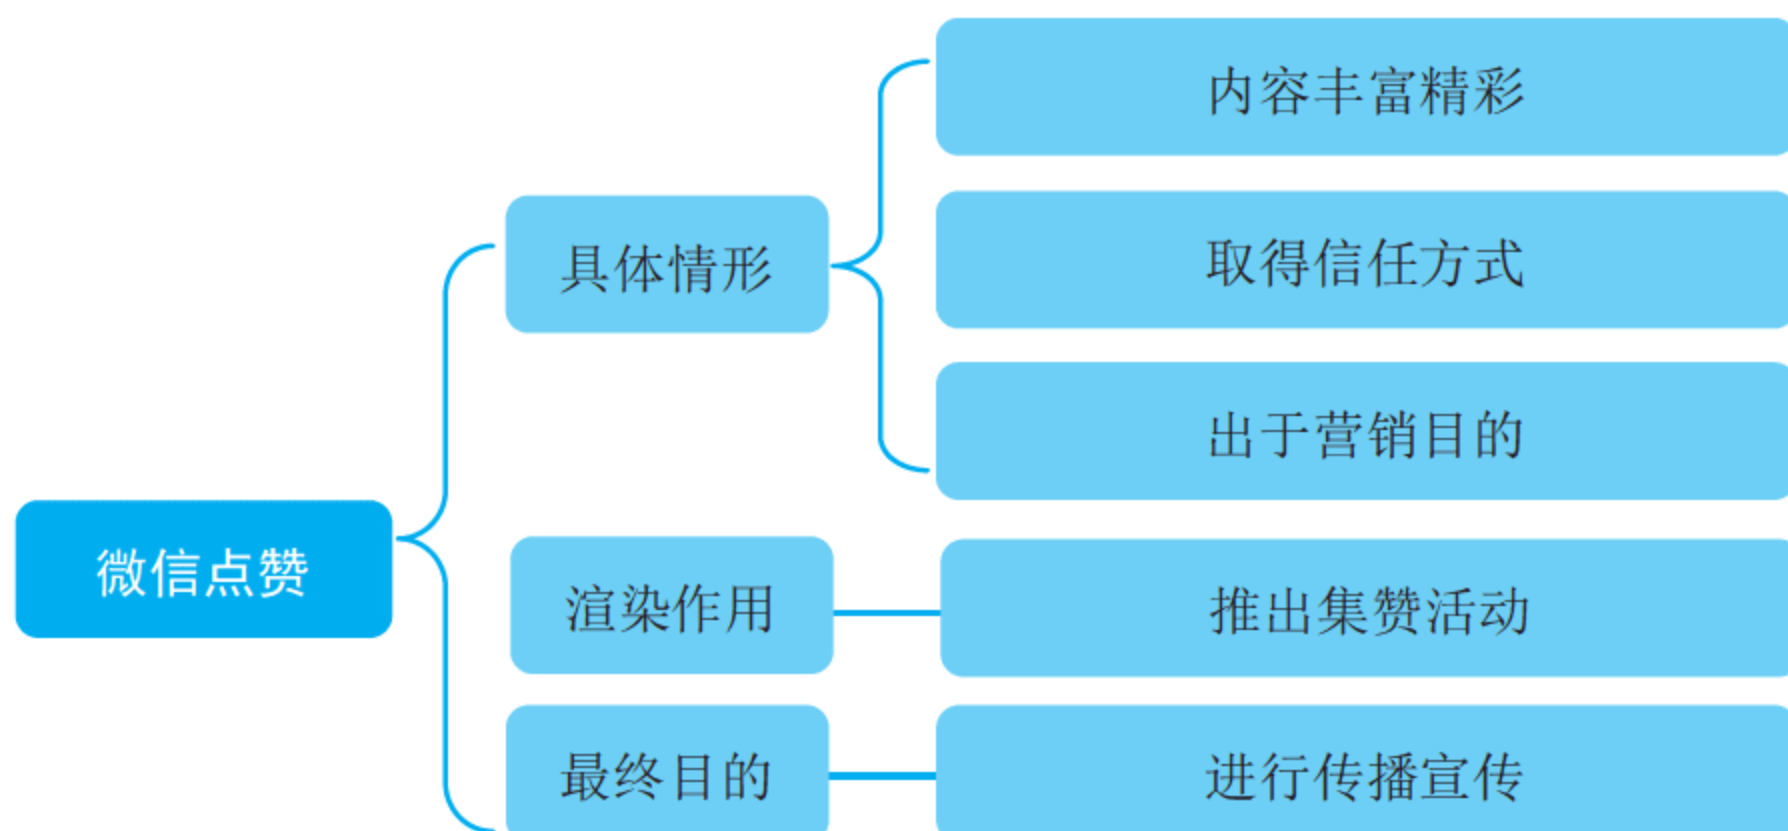 微信点赞
具体情形
内容丰富精彩
取得信任方式
出于营销目的
渲染作用
推出集赞活动
最终目的
进行传播宣传